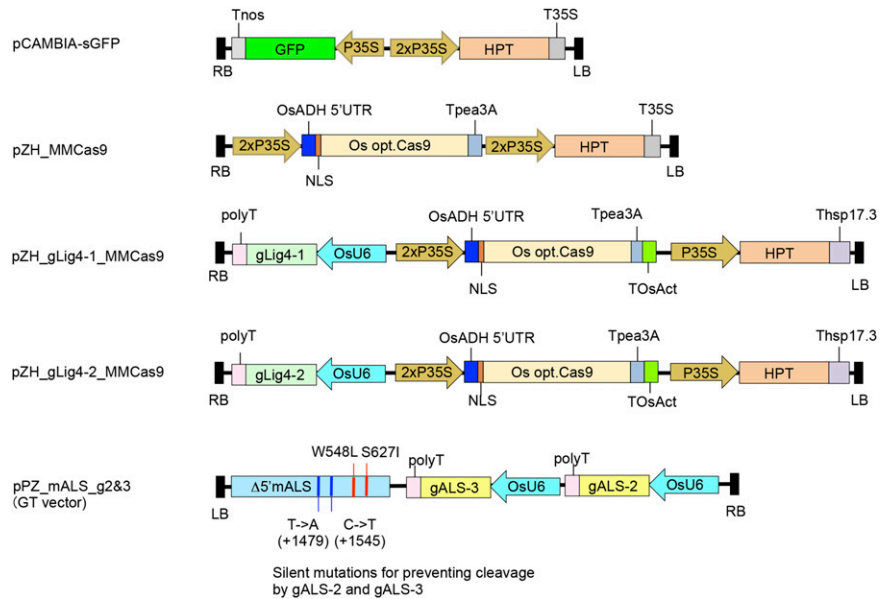 Tnos
T35S
pCAMBIA-sGFP
GFP
P35S
2xP35S
HPT
RB
LB
OsADH 5'UTR
Tpea3A
T35S
pZH_MMCas9
2xP35S
Os opt.Cas9
2xP35S
HPT
RB
NLS
LB
polyT
OsADH 5'UTR
Tpea3A
Thsp17.3
pZH_gLig4-1_MMCas9
gLig4-1
OsU6
2xP35S
Os opt.Cas9
P35S
HPT
RB
NLS
TOsAct
LB
polyT
OsADH 5'UTR
Tpea3A
Thsp17.3
pZH_gLig4-2_MMCas9
gLig4-2
OsU6
2xP35S
Os opt.Cas9
P35S
HPT
RB
NLS
TOsAct
LB
W548L S627I
polyT
polyT
pPZ_mALS_g2&3
(GT vector)
Δ5'mALS
gALS-3
OsU6
gALS-2
OsU6
LB
RB
T->A
(+1479)
C->T
(+1545)
Silent mutations for preventing cleavage
by gALS-2 and gALS-3